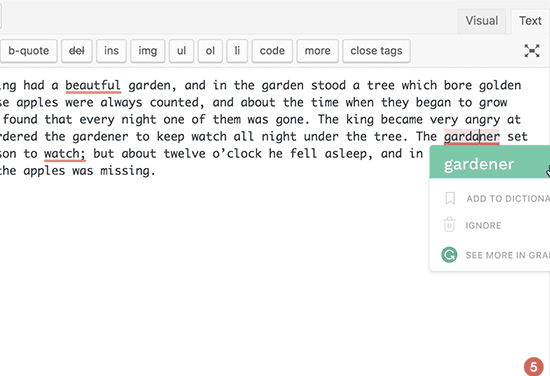 Visual Text
b-quote del ins img ul ol li code more close tags
ing had a beautful garden, and in the garden stood a tree which bore golden
se apples were always counted, and about the time when they began to grow
found that every night one of them was gone. The king became very angry at
rdered the gardener to keep watch all night under the tree. The gardaner set
son to watch; but about twelve o’clock he fell asleep, and in
the apples was missing.
gardener
ADD TO DICTIONA
IGNORE
SEE MORE IN GRA
5